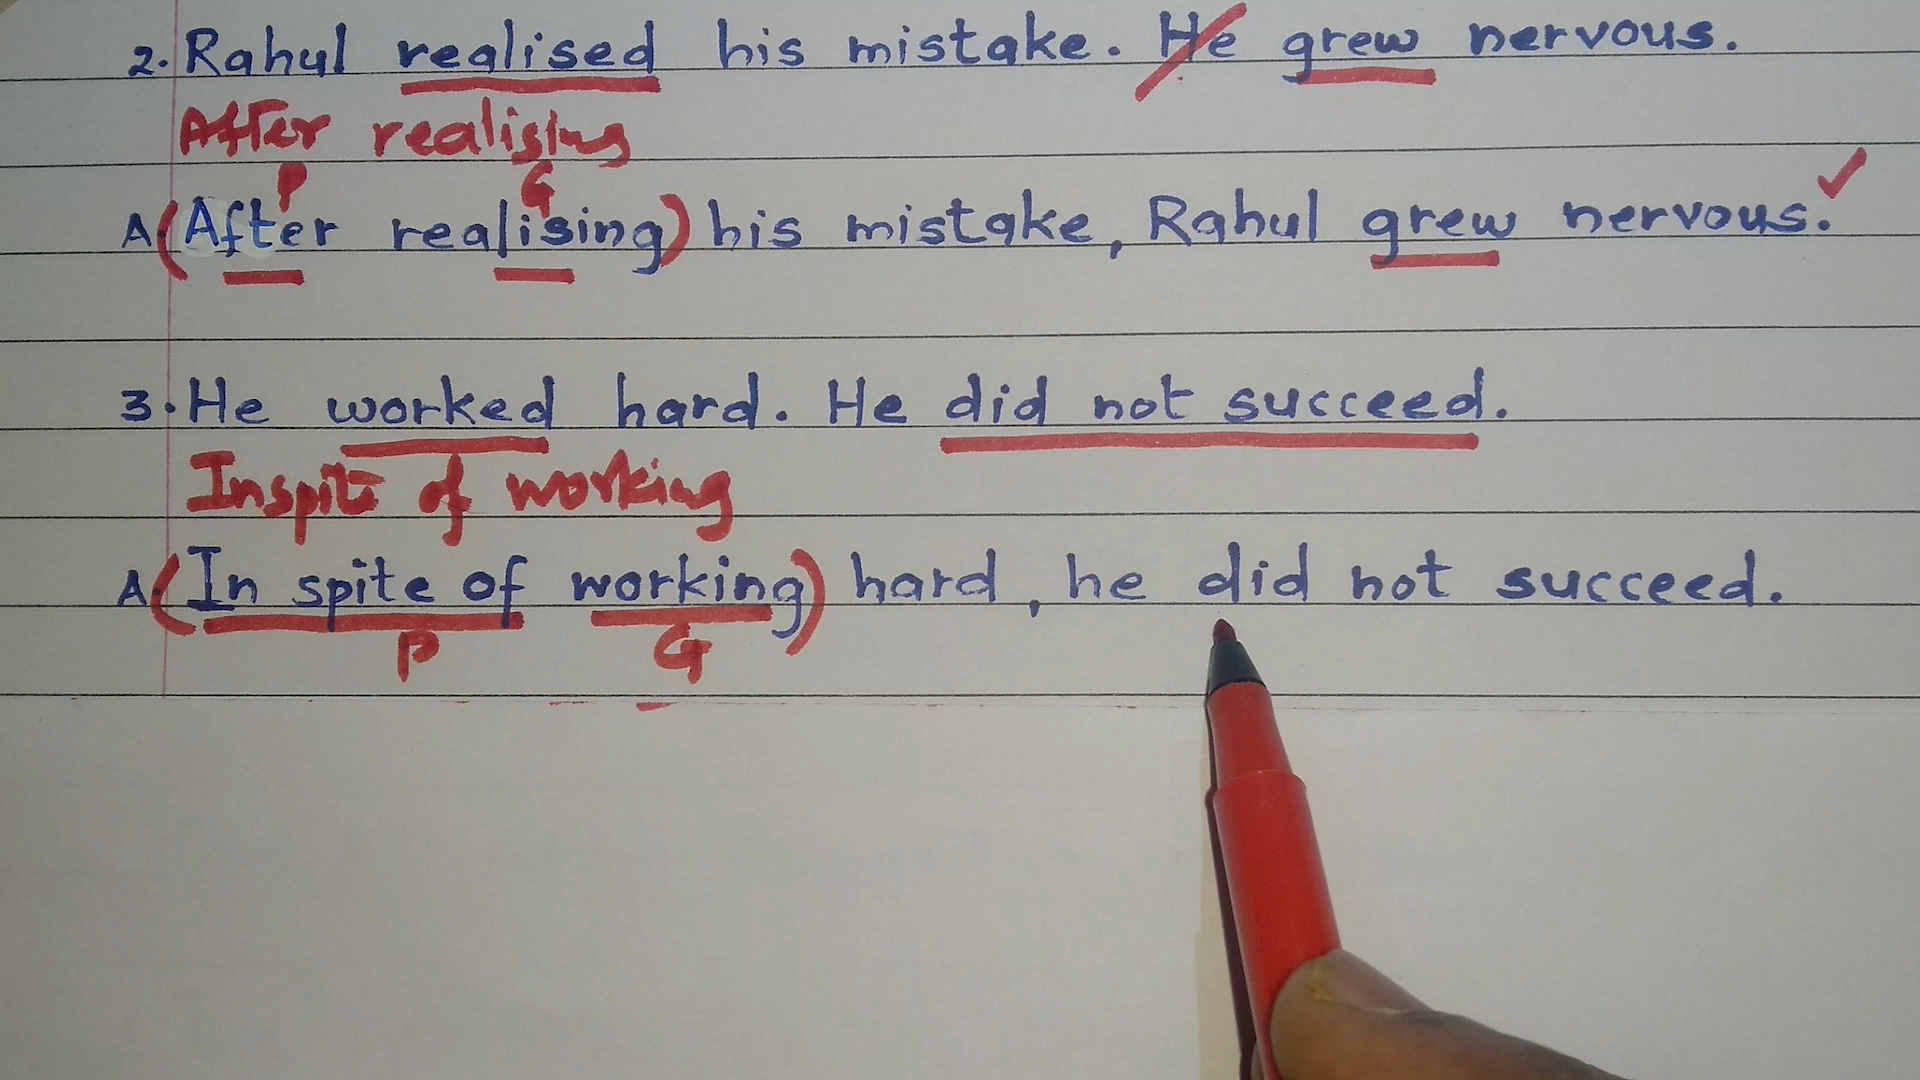 2. Rahul realised his mistake. He grew nervous.
After realising
P G
A. (After realising) his mistake, Rahul grew nervous.
3. He worked hard. He did not succeed.
Inspite of working
A. (In spite of working) hard, he did not succeed.
P G